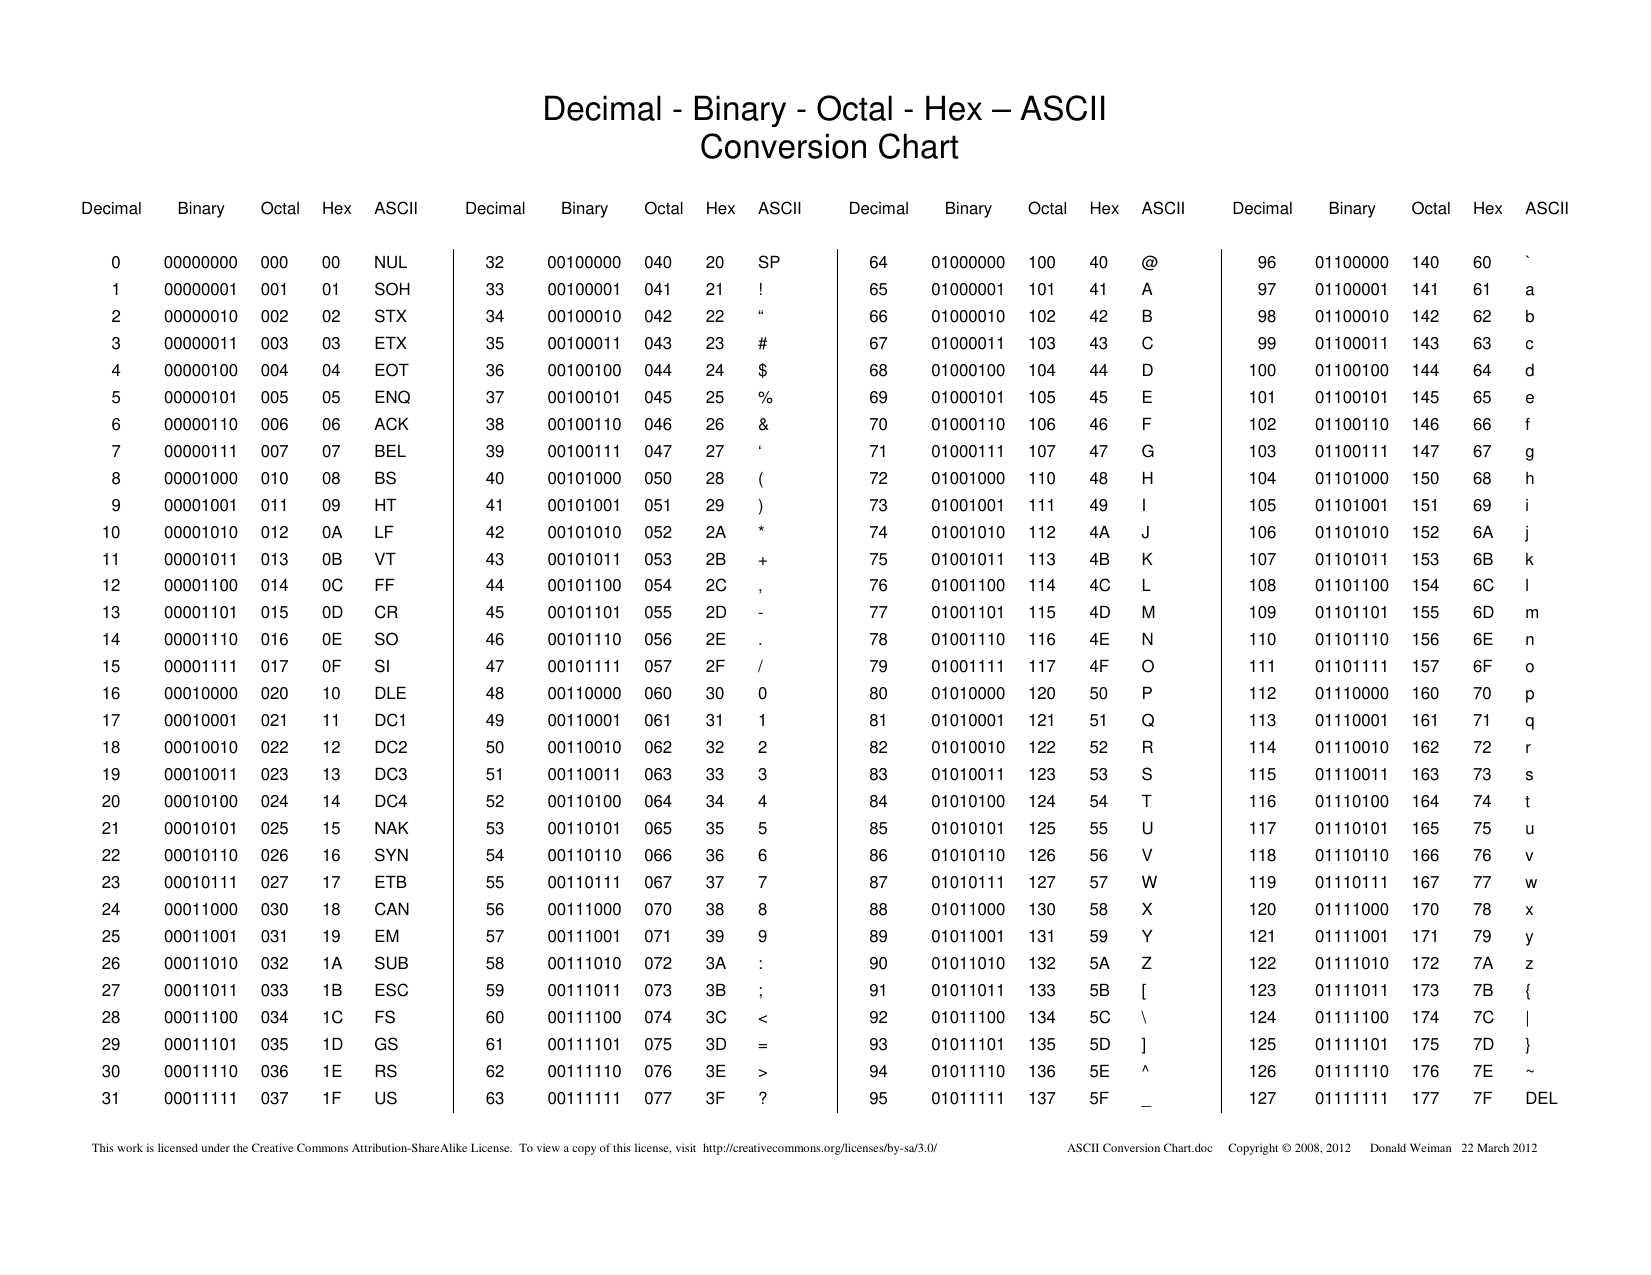 Decimal - Binary - Octal - Hex – ASCII
Conversion Chart
Decimal Binary Octal Hex ASCII Decimal Binary Octal Hex ASCII Decimal Binary Octal Hex ASCII Decimal Binary Octal Hex ASCII
0 00000000 000 00 NUL 32 00100000 040 20 SP 64 01000000 100 40 @ 96 01100000 140 60 `
1 00000001 001 01 SOH 33 00100001 041 21 ! 65 01000001 101 41 A 97 01100001 141 61 a
2 00000010 002 02 STX 34 00100010 042 22 “ 66 01000010 102 42 B 98 01100010 142 62 b
3 00000011 003 03 ETX 35 00100011 043 23 # 67 01000011 103 43 C 99 01100011 143 63 c
4 00000100 004 04 EOT 36 00100100 044 24 $ 68 01000100 104 44 D 100 01100100 144 64 d
5 00000101 005 05 ENQ 37 00100101 045 25 % 69 01000101 105 45 E 101 01100101 145 65 e
6 00000110 006 06 ACK 38 00100110 046 26 & 70 01000110 106 46 F 102 01100110 146 66 f
7 00000111 007 07 BEL 39 00100111 047 27 ‘ 71 01000111 107 47 G 103 01100111 147 67 g
8 00001000 010 08 BS 40 00101000 050 28 ( 72 01001000 110 48 H 104 01101000 150 68 h
9 00001001 011 09 HT 41 00101001 051 29 ) 73 01001001 111 49 I 105 01101001 151 69 i
10 00001010 012 0A LF 42 00101010 052 2A * 74 01001010 112 4A J 106 01101010 152 6A j
11 00001011 013 0B VT 43 00101011 053 2B + 75 01001011 113 4B K 107 01101011 153 6B k
12 00001100 014 0C FF 44 00101100 054 2C , 76 01001100 114 4C L 108 01101100 154 6C l
13 00001101 015 0D CR 45 00101101 055 2D - 77 01001101 115 4D M 109 01101101 155 6D m
14 00001110 016 0E SO 46 00101110 056 2E . 78 01001110 116 4E N 110 01101110 156 6E n
15 00001111 017 0F SI 47 00101111 057 2F / 79 01001111 117 4F O 111 01101111 157 6F o
16 00010000 020 10 DLE 48 00110000 060 30 0 80 01010000 120 50 P 112 01110000 160 70 p
17 00010001 021 11 DC1 49 00110001 061 31 1 81 01010001 121 51 Q 113 01110001 161 71 q
18 00010010 022 12 DC2 50 00110010 062 32 2 82 01010010 122 52 R 114 01110010 162 72 r
19 00010011 023 13 DC3 51 00110011 063 33 3 83 01010011 123 53 S 115 01110011 163 73 s
20 00010100 024 14 DC4 52 00110100 064 34 4 84 01010100 124 54 T 116 01110100 164 74 t
21 00010101 025 15 NAK 53 00110101 065 35 5 85 01010101 125 55 U 117 01110101 165 75 u
22 00010110 026 16 SYN 54 00110110 066 36 6 86 01010110 126 56 V 118 01110110 166 76 v
23 00010111 027 17 ETB 55 00110111 067 37 7 87 01010111 127 57 W 119 01110111 167 77 w
24 00011000 030 18 CAN 56 00111000 070 38 8 88 01011000 130 58 X 120 01111000 170 78 x
25 00011001 031 19 EM 57 00111001 071 39 9 89 01011001 131 59 Y 121 01111001 171 79 y
26 00011010 032 1A SUB 58 00111010 072 3A : 90 01011010 132 5A Z 122 01111010 172 7A z
27 00011011 033 1B ESC 59 00111011 073 3B ; 91 01011011 133 5B [ 123 01111011 173 7B {
28 00011100 034 1C FS 60 00111100 074 3C < 92 01011100 134 5C \ 124 01111100 174 7C |
29 00011101 035 1D GS 61 00111101 075 3D = 93 01011101 135 5D ] 125 01111101 175 7D }
30 00011110 036 1E RS 62 00111110 076 3E > 94 01011110 136 5E ^ 126 01111110 176 7E ~
31 00011111 037 1F US 63 00111111 077 3F ? 95 01011111 137 5F _ 127 01111111 177 7F DEL
This work is licensed under the Creative Commons Attribution-ShareAlike License. To view a copy of this license, visit http://creativecommons.org/licenses/by-sa/3.0/ ASCII Conversion Chart.doc Copyright © 2008, 2012 Donald Weiman 22 March 2012